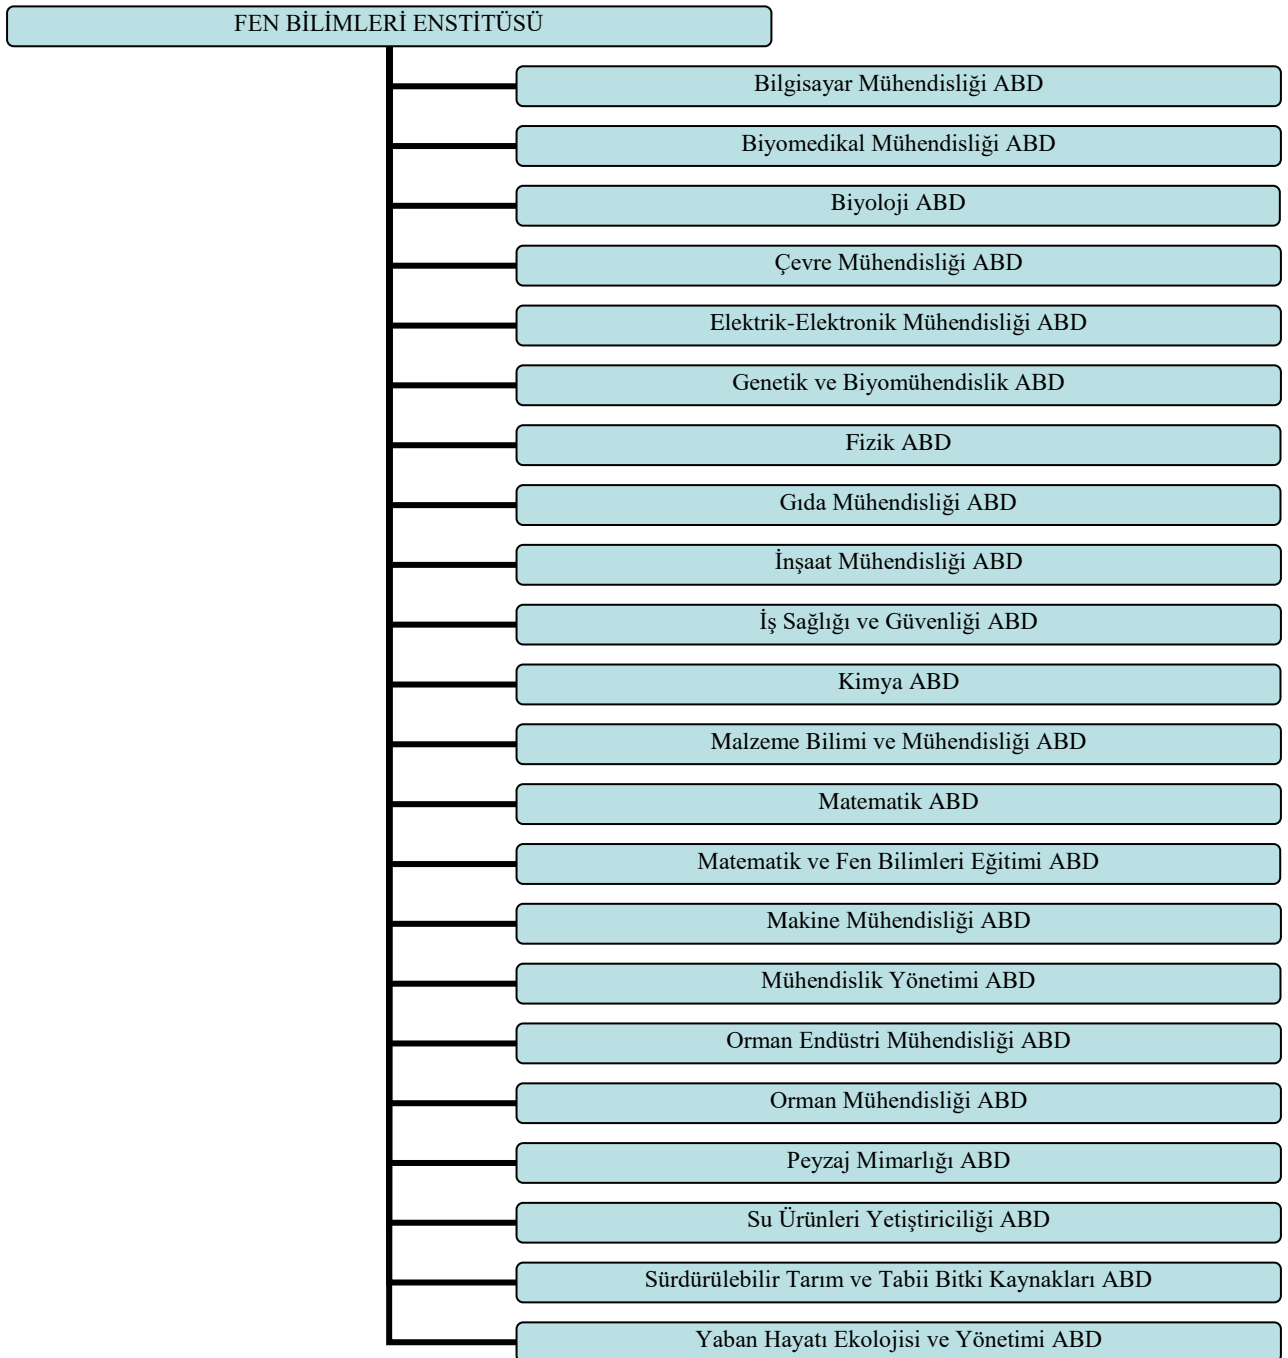 FEN BİLİMLERİ ENSTİTÜSÜ
Bilgisayar Mühendisliği ABD
Biyomedikal Mühendisliği ABD
Biyoloji ABD
Çevre Mühendisliği ABD
Elektrik-Elektronik Mühendisliği ABD
Genetik ve Biyomühendislik ABD
Fizik ABD
Gıda Mühendisliği ABD
İnşaat Mühendisliği ABD
İş Sağlığı ve Güvenliği ABD
Kimya ABD
Malzeme Bilimi ve Mühendisliği ABD
Matematik ABD
Matematik ve Fen Bilimleri Eğitimi ABD
Makine Mühendisliği ABD
Mühendislik Yönetimi ABD
Orman Endüstri Mühendisliği ABD
Orman Mühendisliği ABD
Peyzaj Mimarlığı ABD
Su Ürünleri Yetiştiriciliği ABD
Sürdürülebilir Tarım ve Tabii Bitki Kaynakları ABD
Yaban Hayatı Ekolojisi ve Yönetimi ABD